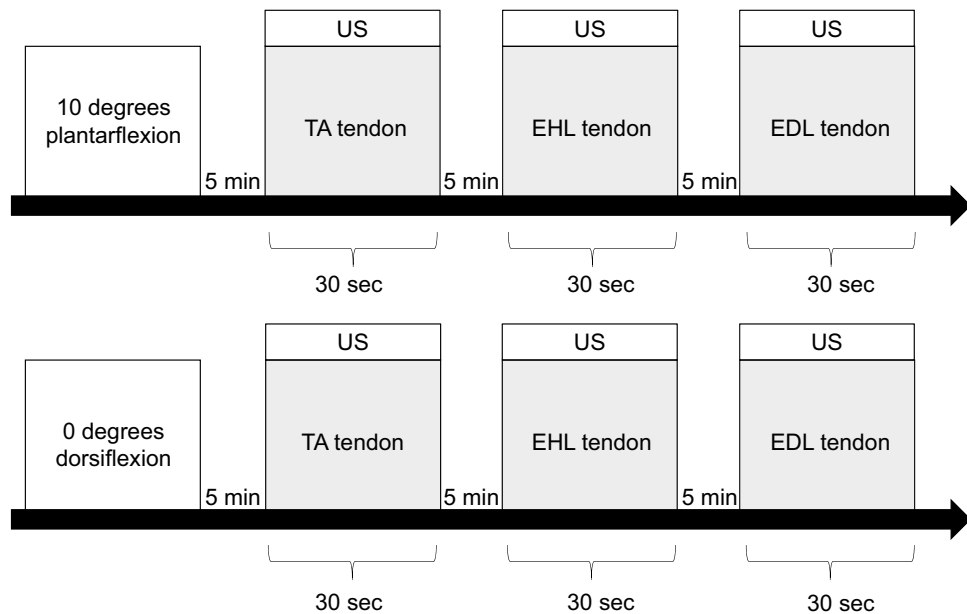 US
US
US
10 degrees
plantarflexion
TA tendon
EHL tendon
EDL tendon
5 min
5 min
5 min
30 sec
30 sec
30 sec
US
US
US
0 degrees
dorsiflexion
TA tendon
EHL tendon
EDL tendon
5 min
5 min
5 min
30 sec
30 sec
30 sec